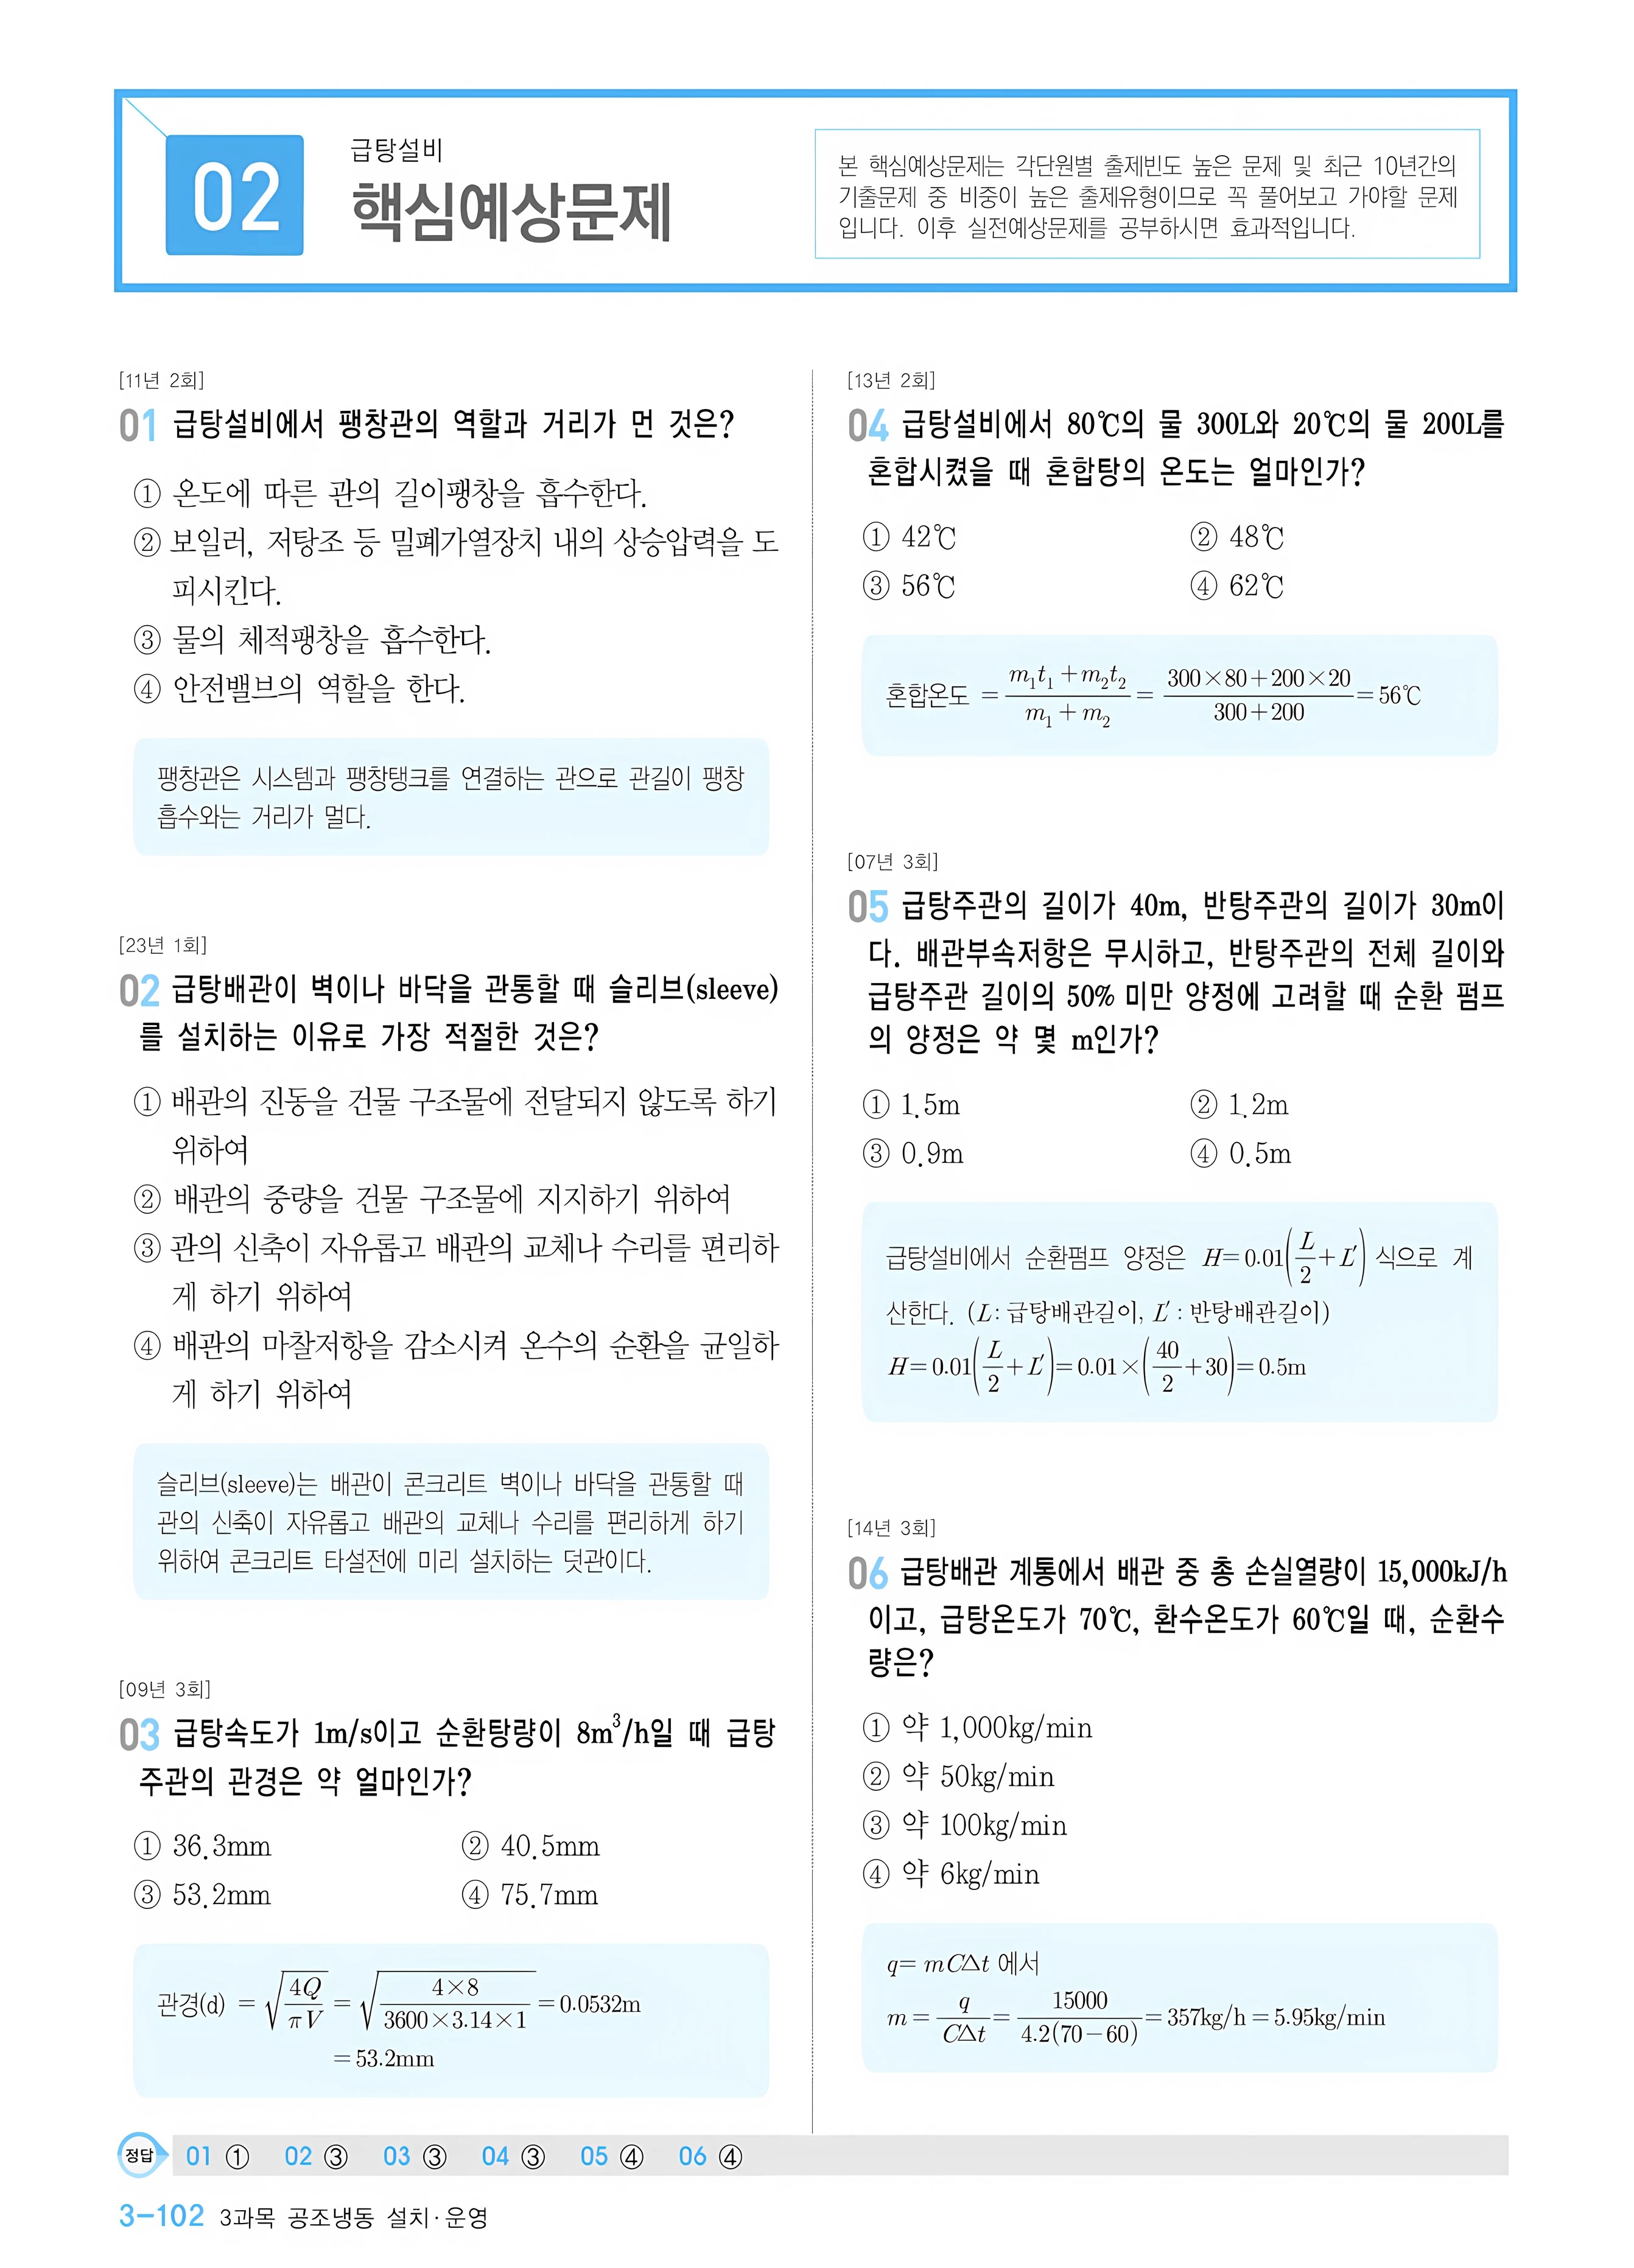 02
급탕설비
핵심예상문제
본 핵심예상문제는 각단원별 출제빈도 높은 문제 및 최근 10년간의
기출문제 중 비중이 높은 출제유형이므로 꼭 풀어보고 가야할 문제
입니다. 이후 실전예상문제를 공부하시면 효과적입니다.
[11년 2회]
01 급탕설비에서 팽창관의 역할과 거리가 먼 것은?
① 온도에 따른 관의 길이팽창을 흡수한다.
② 보일러, 저탕조 등 밀폐가열장치 내의 상승압력을 도
피시킨다.
③ 물의 체적팽창을 흡수한다.
④ 안전밸브의 역할을 한다.
팽창관은 시스템과 팽창탱크를 연결하는 관으로 관길이 팽창
흡수와는 거리가 멀다.
[23년 1회]
02 급탕배관이 벽이나 바닥을 관통할 때 슬리브(sleeve)
를 설치하는 이유로 가장 적절한 것은?
① 배관의 진동을 건물 구조물에 전달되지 않도록 하기
위하여
② 배관의 중량을 건물 구조물에 지지하기 위하여
③ 관의 신축이 자유롭고 배관의 교체나 수리를 편리하
게 하기 위하여
④ 배관의 마찰저항을 감소시켜 온수의 순환을 균일하
게 하기 위하여
슬리브(sleeve)는 배관이 콘크리트 벽이나 바닥을 관통할 때
관의 신축이 자유롭고 배관의 교체나 수리를 편리하게 하기
위하여 콘크리트 타설전에 미리 설치하는 덧관이다.
[09년 3회]
03 급탕속도가 1m/s이고 순환탕량이 8m³/h일 때 급탕
주관의 관경은 약 얼마인가?
① 36.3mm ② 40.5mm
③ 53.2mm ④ 75.7mm
관경(d) = √(4Q/πV) = √(4×8/(3600×3.14×1)) = 0.0532m
= 53.2mm
[13년 2회]
04 급탕설비에서 80℃의 물 300L와 20℃의 물 200L를
혼합시켰을 때 혼합탕의 온도는 얼마인가?
① 42℃ ② 48℃
③ 56℃ ④ 62℃
혼합온도 = (m₁t₁+m₂t₂)/(m₁+m₂) = (300×80+200×20)/(300+200) = 56℃
[07년 3회]
05 급탕주관의 길이가 40m, 반탕주관의 길이가 30m이
다. 배관부속저항은 무시하고, 반탕주관의 전체 길이와
급탕주관 길이의 50% 미만 양정에 고려할 때 순환 펌프
의 양정은 약 몇 m인가?
① 1.5m ② 1.2m
③ 0.9m ④ 0.5m
급탕설비에서 순환펌프 양정은 H=0.01(L/2+L′) 식으로 계
산한다. (L: 급탕배관길이, L′: 반탕배관길이)
H=0.01(L/2+L′)=0.01×(40/2+30)=0.5m
[14년 3회]
06 급탕배관 계통에서 배관 중 총 손실열량이 15,000kJ/h
이고, 급탕온도가 70℃, 환수온도가 60℃일 때, 순환수
량은?
① 약 1,000kg/min
② 약 50kg/min
③ 약 100kg/min
④ 약 6kg/min
q= mC△t 에서
m = q/(C△t) = 15000/(4.2(70-60)) = 357kg/h = 5.95kg/min
정답 01 ① 02 ③ 03 ③ 04 ③ 05 ④ 06 ④
3-102 3과목 공조냉동 설치·운영